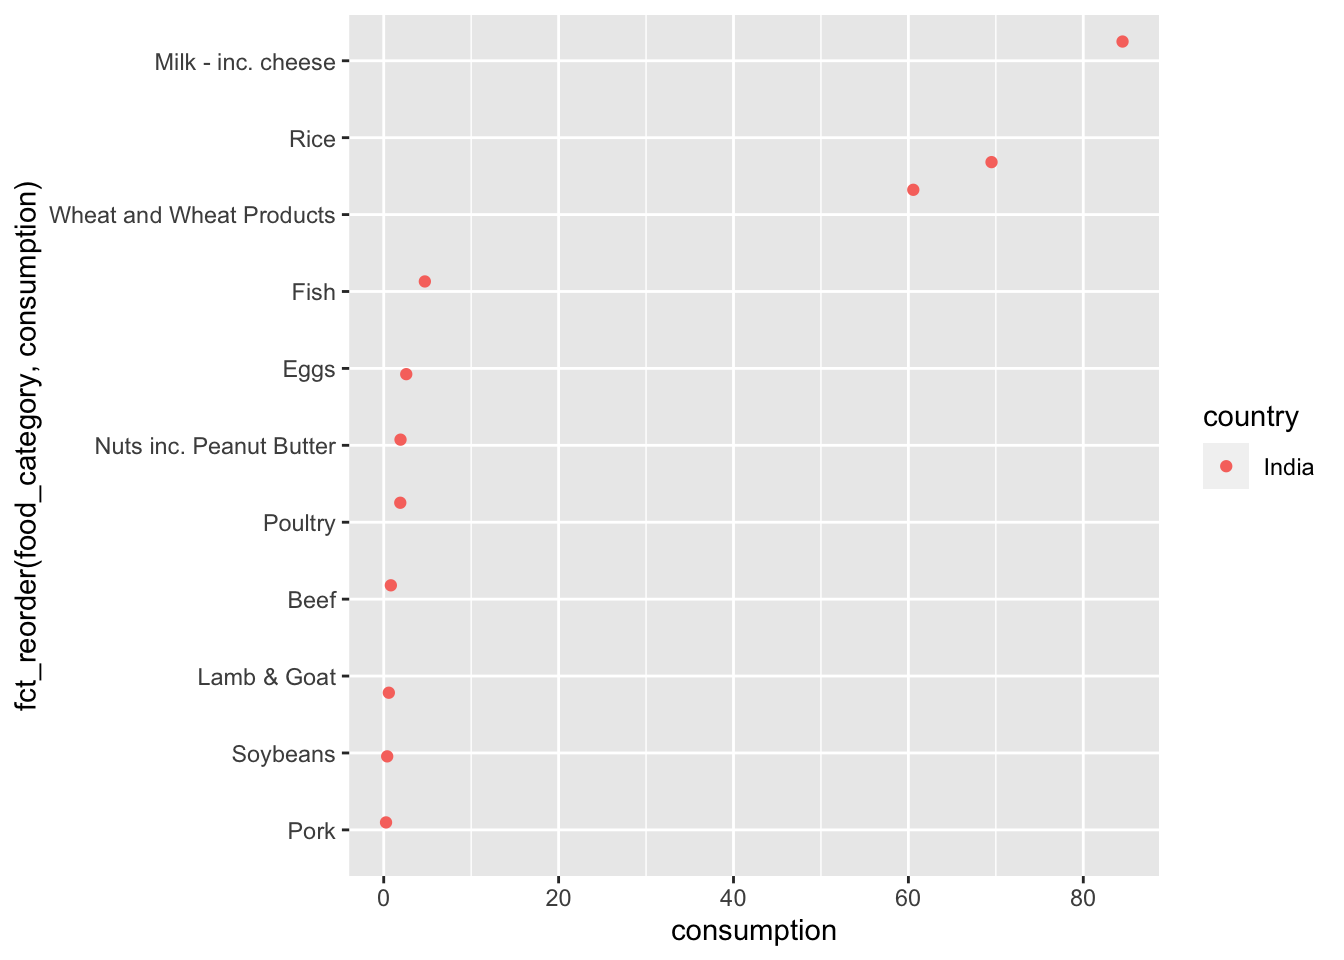 fct_reorder(food_category, consumption)
Milk - inc. cheese
Rice
Wheat and Wheat Products
Fish
Eggs
Nuts inc. Peanut Butter
Poultry
Beef
Lamb & Goat
Soybeans
Pork
0 20 40 60 80
consumption
country
India